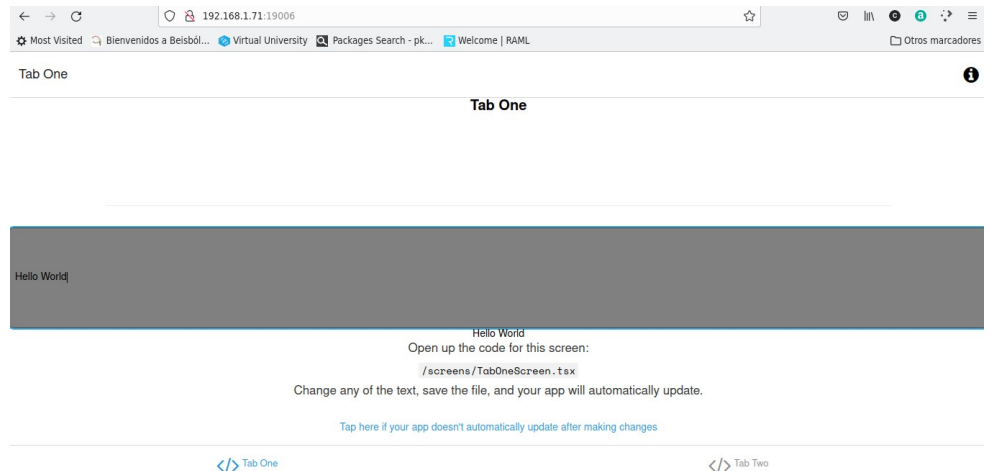 192.168.1.71:19006
Most Visited Bienvenidos a Beisból... Virtual University Packages Search - pk... Welcome | RAML Otros marcadores
Tab One
Tab One
Hello World
Hello World
Open up the code for this screen:
/screens/TabOneScreen.tsx
Change any of the text, save the file, and your app will automatically update.
Tap here if your app doesn't automatically update after making changes
</> Tab One </> Tab Two